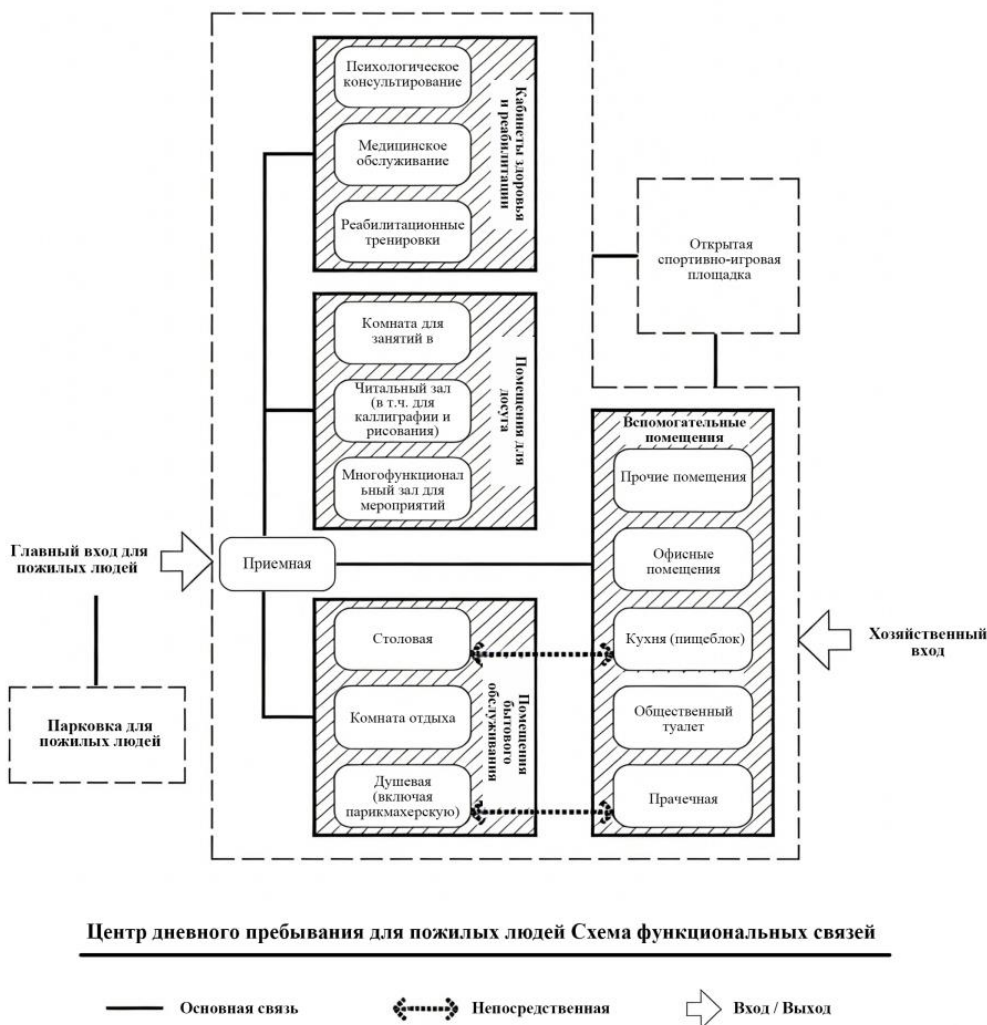 Психологическое
консультирование
Медицинское
обслуживание
Реабилитационные
тренировки
Кабинеты здоровья
и реабилитации
Открытая
спортивно-игровая
площадка
Комната для
занятий в
Читальный зал
(в т.ч. для
каллиграфии и
рисования)
Многофункционал
ьный зал для
мероприятий
Помещения для
досуга
Вспомогательные
помещения
Прочие помещения
Офисные
помещения
Кухня (пищеблок)
Общественный
туалет
Прачечная
Главный вход для
пожилых людей
Приемная
Столовая
Комната отдыха
Душевая
(включая
парикмахерскую)
Помещения
бытового
обслуживания
Хозяйственный
вход
Парковка для
пожилых людей
Центр дневного пребывания для пожилых людей Схема функциональных связей
Основная связь
Непосредственная
Вход / Выход